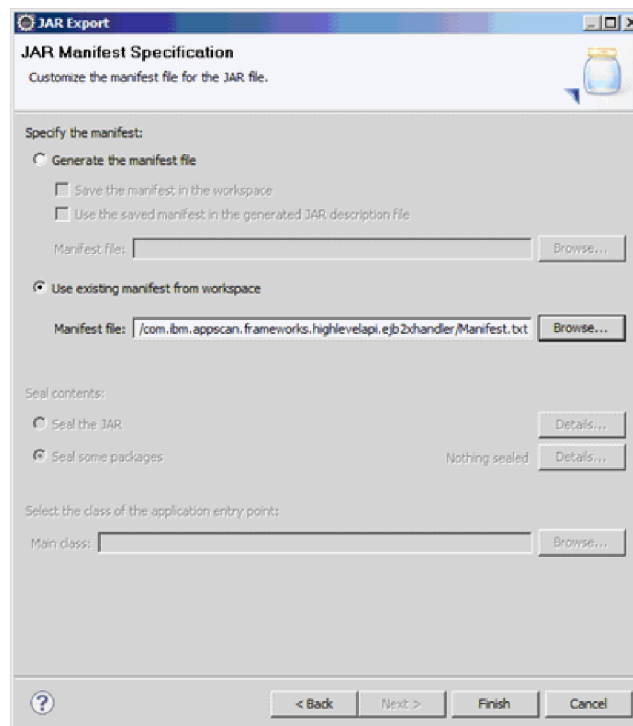 JAR Export
JAR Manifest Specification
Customize the manifest file for the JAR file.
Specify the manifest:
Generate the manifest file
Save the manifest in the workspace
Use the saved manifest in the generated JAR description file
Manifest file: Browse...
Use existing manifest from workspace
Manifest file: /com.ibm.appscan.frameworks.highlevelapi.ejb2xhandler/Manifest.txt Browse...
Seal contents:
Seal the JAR Details...
Seal some packages Nothing sealed Details...
Select the class of the application entry point:
Main class: Browse...
? < Back Next > Finish Cancel